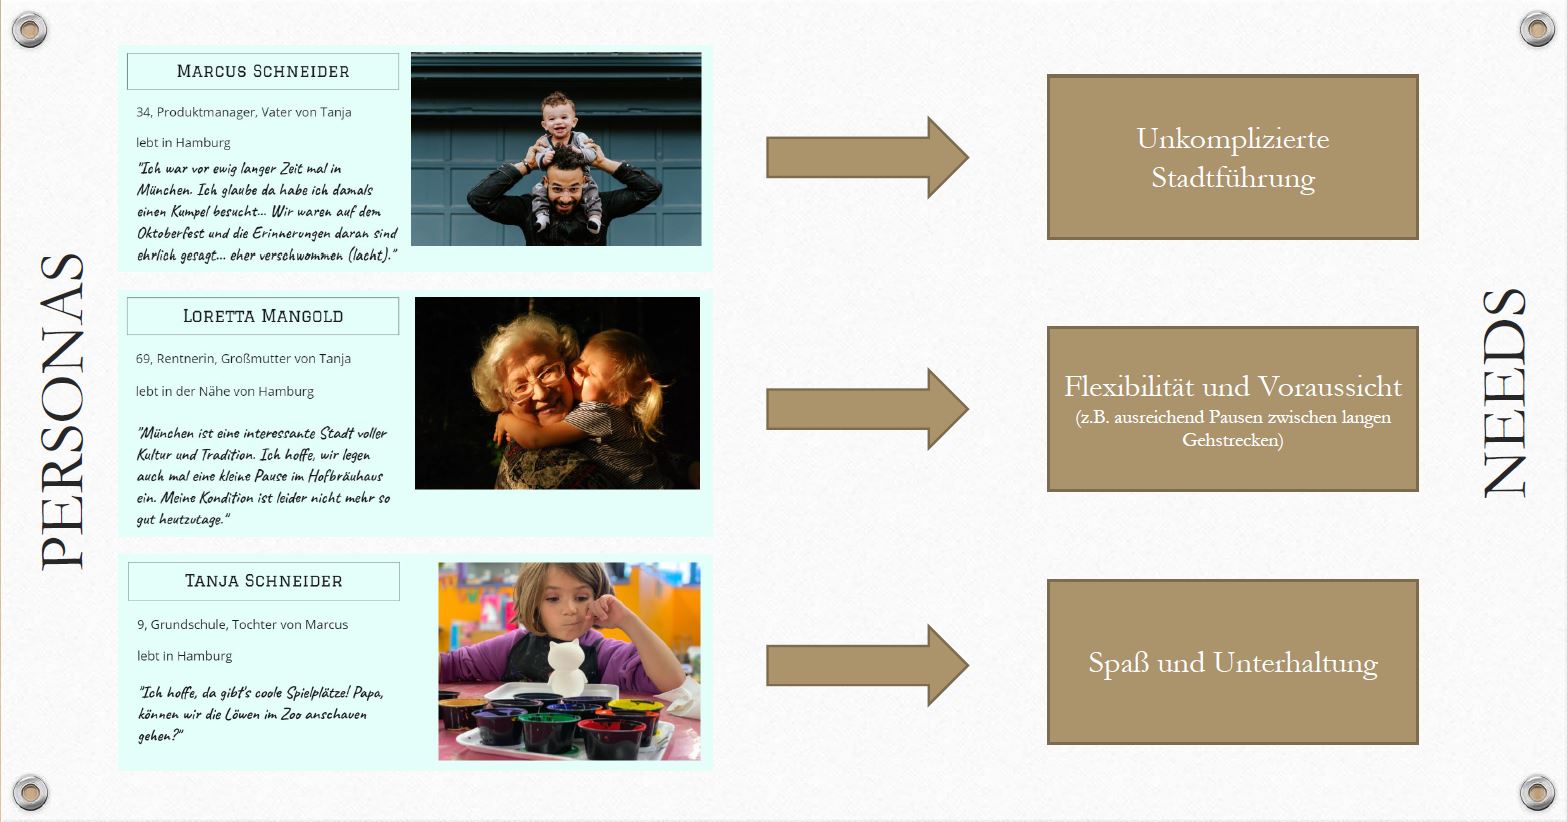 PERSONAS
MARCUS SCHNEIDER
34, Produktmanager, Vater von Tanja
lebt in Hamburg
"Ich war vor ewig langer Zeit mal in
München. Ich glaube da habe ich damals
einen Kumpel besucht... Wir waren auf dem
Oktoberfest und die Erinnerungen daran sind
ehrlich gesagt... eher verschwommen (lacht)."
Unkomplizierte
Stadtführung
LORETTA MANGOLD
69, Rentnerin, Großmutter von Tanja
lebt in der Nähe von Hamburg
"München ist eine interessante Stadt voller
Kultur und Tradition. Ich hoffe, wir legen
auch mal eine kleine Pause im Hofbräuhaus
ein. Meine Kondition ist leider nicht mehr so
gut heutzutage."
Flexibilität und Voraussicht
(z.B. ausreichend Pausen zwischen langen
Gehstrecken)
TANJA SCHNEIDER
9, Grundschule, Tochter von Marcus
lebt in Hamburg
"Ich hoffe, da gibt's coole Spielplätze! Papa,
können wir die Löwen im Zoo anschauen
gehen?"
Spaß und Unterhaltung
NEEDS